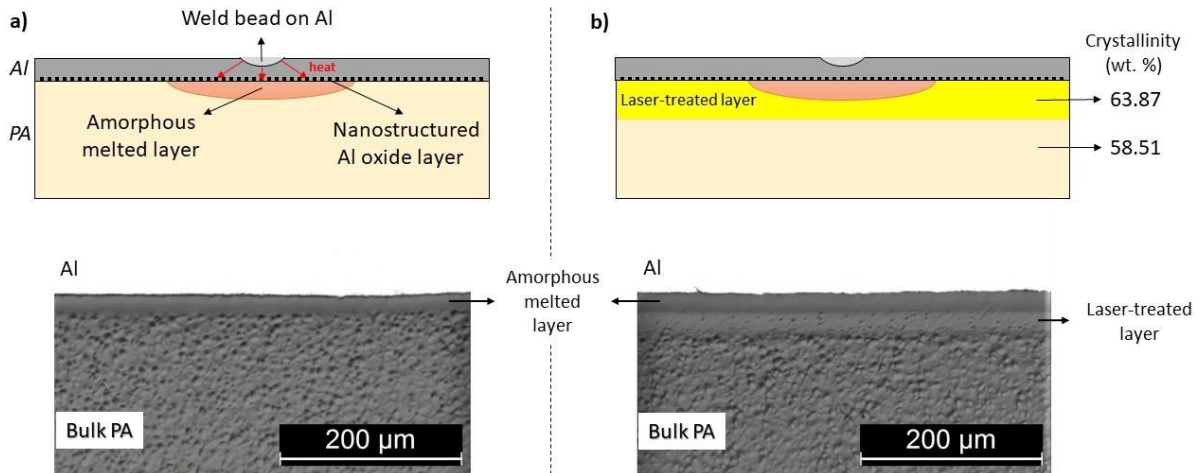 a)
Weld bead on Al
Al
heat
PA
Amorphous
melted layer
Nanostructured
Al oxide layer
b)
Crystallinity
(wt. %)
Laser-treated layer
63.87
58.51
Al
Amorphous
melted
layer
Bulk PA
200 µm
Al
Laser-treated
layer
Bulk PA
200 µm